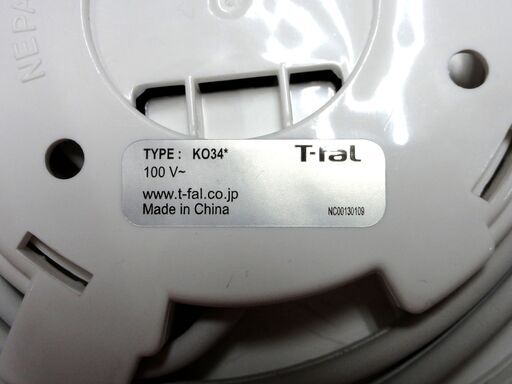 NEPA
TYPE : KO34*
T-fal
100 V~
www.t-fal.co.jp
Made in China
NC00130109